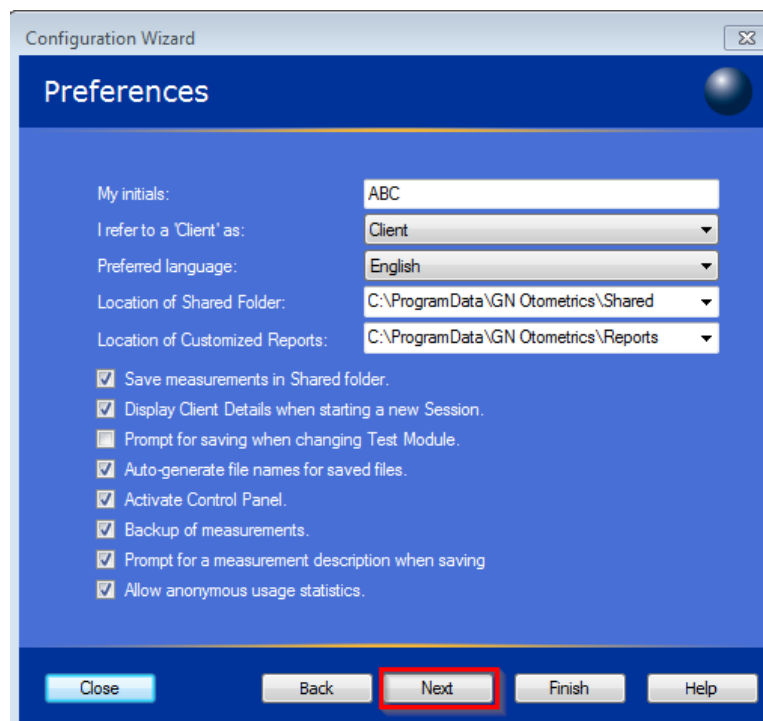 Configuration Wizard
Preferences
My initials: ABC
I refer to a 'Client' as: Client
Preferred language: English
Location of Shared Folder: C:\ProgramData\GN Otometrics\Shared
Location of Customized Reports: C:\ProgramData\GN Otometrics\Reports
Save measurements in Shared folder.
Display Client Details when starting a new Session.
Prompt for saving when changing Test Module.
Auto-generate file names for saved files.
Activate Control Panel.
Backup of measurements.
Prompt for a measurement description when saving
Allow anonymous usage statistics.
Close Back Next Finish Help